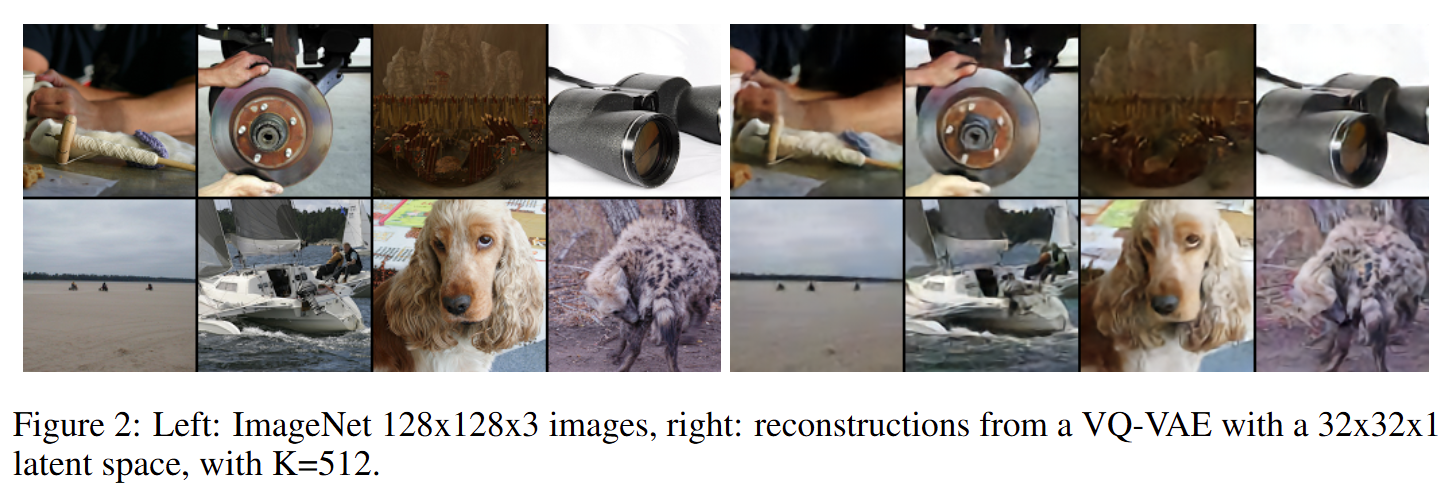 Figure 2: Left: ImageNet 128x128x3 images, right: reconstructions from a VQ-VAE with a 32x32x1
latent space, with K=512.